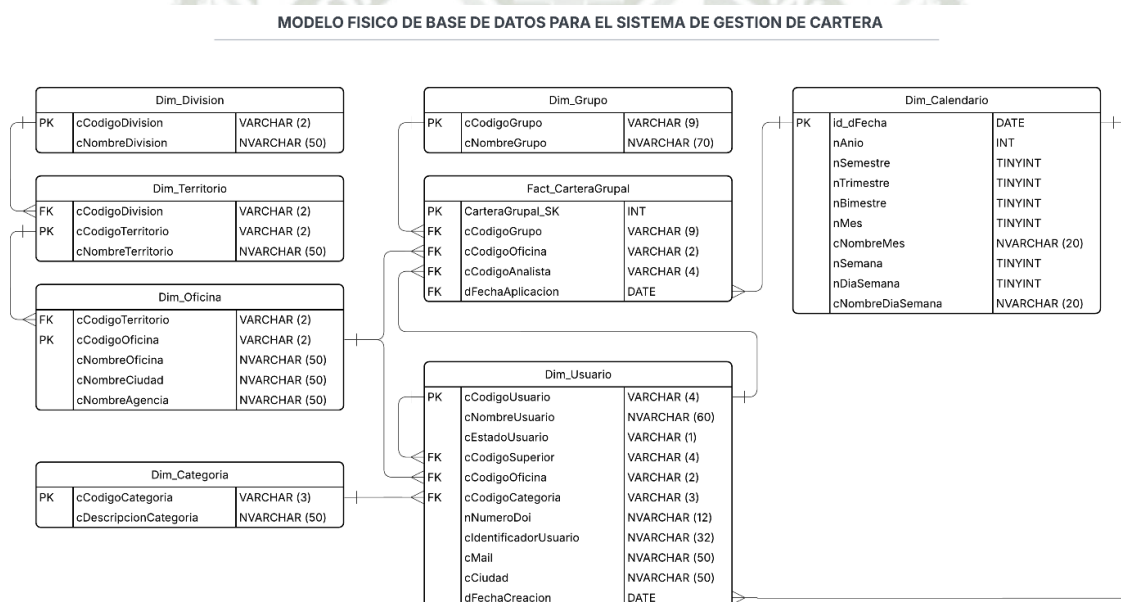 MODELO FISICO DE BASE DE DATOS PARA EL SISTEMA DE GESTION DE CARTERA
Dim_Division
PK cCodigoDivision VARCHAR (2)
cNombreDivision NVARCHAR (50)
Dim_Territorio
FK cCodigoDivision VARCHAR (2)
PK cCodigoTerritorio VARCHAR (2)
cNombreTerritorio NVARCHAR (50)
Dim_Oficina
FK cCodigoTerritorio VARCHAR (2)
PK cCodigoOficina VARCHAR (2)
cNombreOficina NVARCHAR (50)
cNombreCiudad NVARCHAR (50)
cNombreAgencia NVARCHAR (50)
Dim_Categoria
PK cCodigoCategoria VARCHAR (3)
cDescripcionCategoria NVARCHAR (50)
Dim_Grupo
PK cCodigoGrupo VARCHAR (9)
cNombreGrupo NVARCHAR (70)
Fact_CarteraGrupal
PK CarteraGrupal_SK INT
FK cCodigoGrupo VARCHAR (9)
FK cCodigoOficina VARCHAR (2)
FK cCodigoAnalista VARCHAR (4)
FK dFechaAplicacion DATE
Dim_Usuario
PK cCodigoUsuario VARCHAR (4)
cNombreUsuario NVARCHAR (60)
cEstadoUsuario VARCHAR (1)
FK cCodigoSuperior VARCHAR (4)
FK cCodigoOficina VARCHAR (2)
FK cCodigoCategoria VARCHAR (3)
nNumeroDoi NVARCHAR (12)
cIdentificadorUsuario NVARCHAR (32)
cMail NVARCHAR (50)
cCiudad NVARCHAR (50)
dFechaCreacion DATE
Dim_Calendario
PK id_dFecha DATE
nAnio INT
nSemestre TINYINT
nTrimestre TINYINT
nBimestre TINYINT
nMes TINYINT
cNombreMes NVARCHAR (20)
nSemana TINYINT
nDiaSemana TINYINT
cNombreDiaSemana NVARCHAR (20)